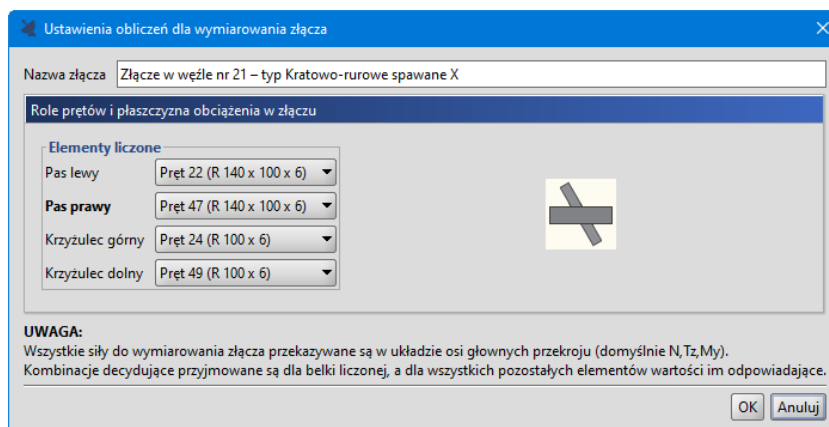 Ustawienia obliczeń dla wymiarowania złącza
Nazwa złącza Złącze w węźle nr 21 – typ Kratowo-rurowe spawane X
Role prętów i płaszczyzna obciążenia w złączu
Elementy liczone
Pas lewy Pręt 22 (R 140 x 100 x 6)
Pas prawy Pręt 47 (R 140 x 100 x 6)
Krzyżulec górny Pręt 24 (R 100 x 6)
Krzyżulec dolny Pręt 49 (R 100 x 6)
UWAGA:
Wszystkie siły do wymiarowania złącza przekazywane są w układzie osi głownych przekroju (domyślnie N,Tz,My).
Kombinacje decydujące przyjmowane są dla belki liczonej, a dla wszystkich pozostałych elementów wartości im odpowiadające.
OK Anuluj